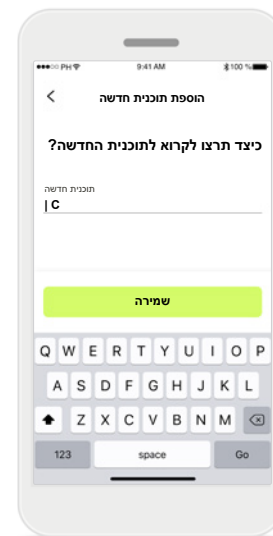 PH 9:41 AM 100 %
הוספת תוכנית חדשה
כיצד תרצו לקרוא לתוכנית החדשה?
תוכנית חדשה
| C
שמירה
Q W E R T Y U I O P
A S D F G H J K L
Z X C V B N M
123 space Go